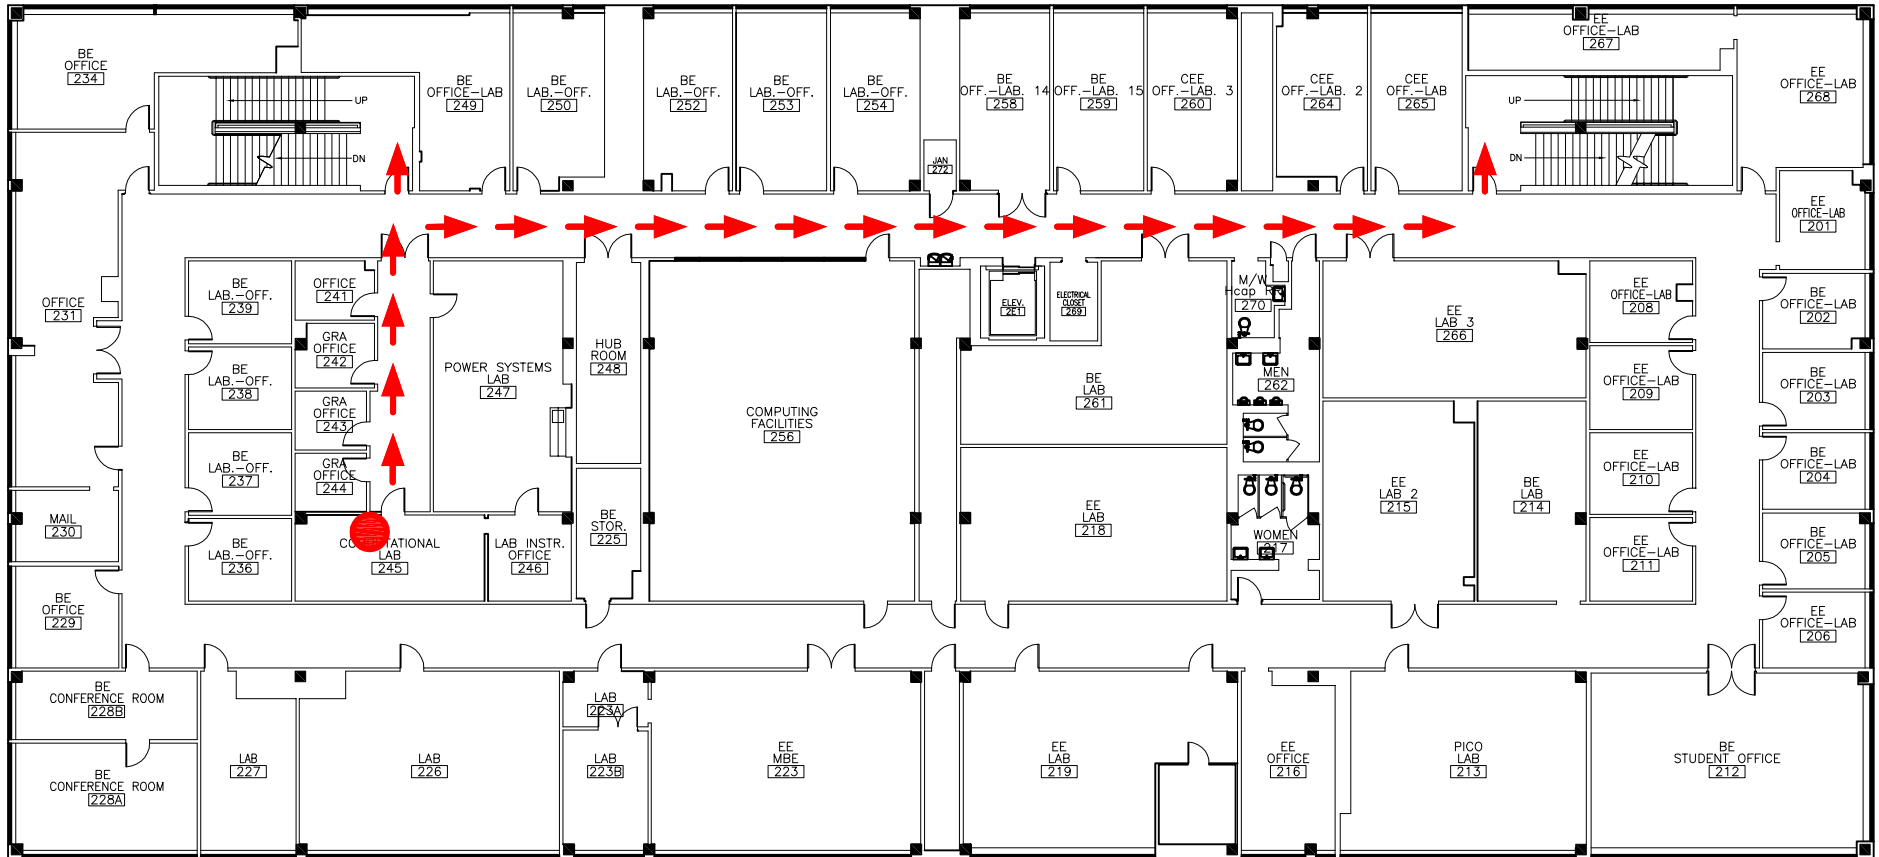 BE
OFFICE
234
UP
DN
BE
OFFICE-LAB
249
BE
LAB.-OFF.
250
BE
LAB.-OFF.
252
BE
LAB.-OFF.
253
BE
LAB.-OFF.
254
JAN
272
BE
OFF.-LAB. 14
258
BE
OFF.-LAB. 15
259
CEE
OFF.-LAB. 3
260
CEE
OFF.-LAB. 2
264
CEE
OFF.-LAB
265
EE
OFFICE-LAB
267
UP
DN
EE
OFFICE-LAB
268
EE
OFFICE-LAB
201
OFFICE
231
BE
LAB.-OFF.
239
OFFICE
241
GRA
OFFICE
242
BE
LAB.-OFF.
238
GRA
OFFICE
243
BE
LAB.-OFF.
237
GRA
OFFICE
244
POWER SYSTEMS
LAB
247
HUB
ROOM
248
COMPUTING
FACILITIES
256
ELEV.
2E1
ELECTRICAL
CLOSET
269
BE
LAB
261
M/W
Hcap
270
MEN
262
EE
LAB 3
266
EE
OFFICE-LAB
208
BE
OFFICE-LAB
202
EE
OFFICE-LAB
209
BE
OFFICE-LAB
203
EE
OFFICE-LAB
210
BE
OFFICE-LAB
204
MAIL
230
BE
LAB.-OFF.
236
LAB
245
LAB INSTR.
OFFICE
246
BE
STOR.
225
EE
LAB
218
WOMEN
217
EE
LAB 2
215
BE
LAB
214
EE
OFFICE-LAB
211
BE
OFFICE-LAB
205
BE
OFFICE
229
EE
OFFICE-LAB
206
BE
CONFERENCE ROOM
228B
BE
CONFERENCE ROOM
228A
LAB
227
LAB
226
LAB
223A
LAB
223B
EE
MBE
223
EE
LAB
219
EE
OFFICE
216
PICO
LAB
213
BE
STUDENT OFFICE
212